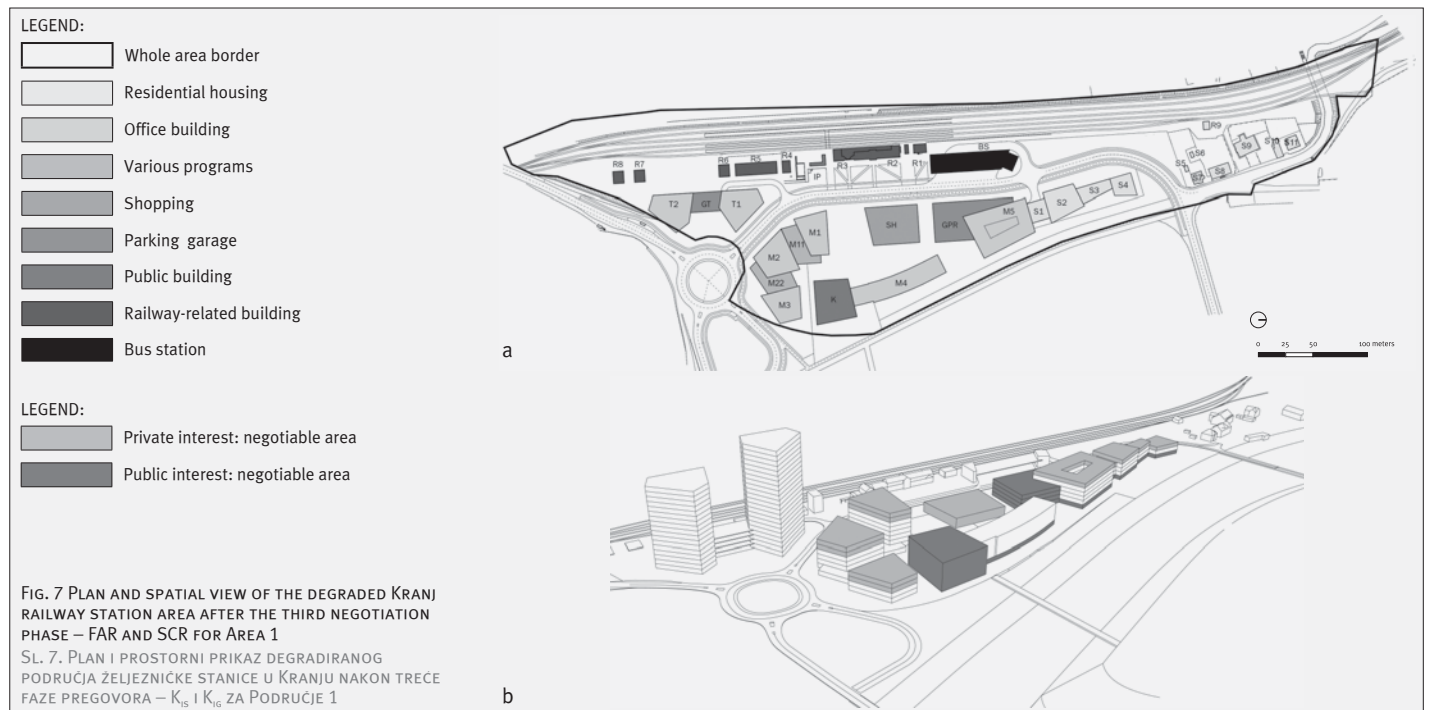 LEGEND:
Whole area border
Residential housing
Office building
Various programs
Shopping
Parking garage
Public building
Railway-related building
Bus station
LEGEND:
Private interest: negotiable area
Public interest: negotiable area
FIG. 7 PLAN AND SPATIAL VIEW OF THE DEGRADED KRANJ
RAILWAY STATION AREA AFTER THE THIRD NEGOTIATION
PHASE – FAR AND SCR FOR AREA 1
SL. 7. PLAN I PROSTORNI PRIKAZ DEGRADIRANOG
PODRUČJA ŽELJEZNIČKE STANICE U KRANJU NAKON TREĆE
FAZE PREGOVORA – K_IS I K_IG ZA PODRUČJE 1
a
R8 R7 R6 R5 R4 IP R3 R2 R1 BS
R9 S5 S6 S7 S8 S9 S10 S11
T2 GT T1
M1 M11 M2 M22 M3
SH GPR M5 S1 S2 S3 S4
K M4
0 25 50 100 meters
b